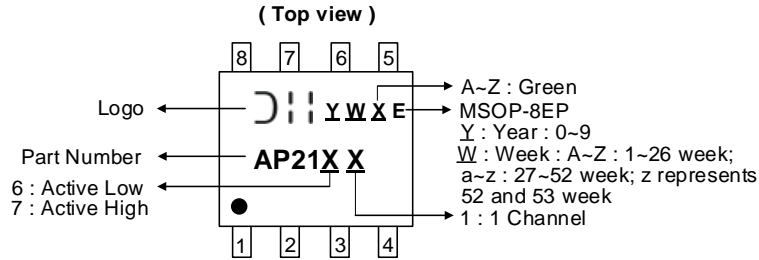 ( Top view )
8 7 6 5
Logo
Y W X E
A~Z : Green
MSOP-8EP
Y : Year : 0~9
W : Week : A~Z : 1~26 week;
a~z : 27~52 week; z represents
52 and 53 week
Part Number
AP21X X
6 : Active Low
7 : Active High
1 : 1 Channel
1 2 3 4